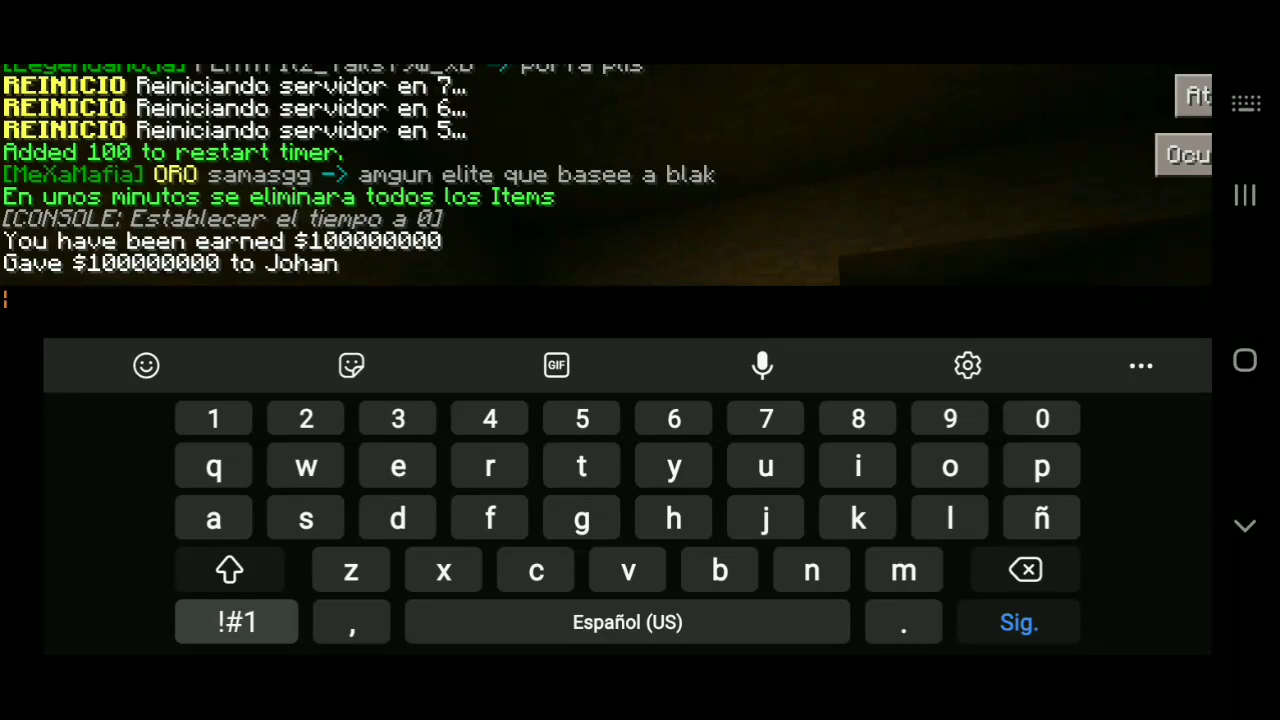 REINICIO Reiniciando servidor en 7...
REINICIO Reiniciando servidor en 6...
REINICIO Reiniciando servidor en 5...
Added 100 to restart timer.
[MeXaMafia] ORO samasgg -> amgun elite que basee a blak
En unos minutos se eliminara todos los Items
[CONSOLE: Establecer el tiempo a 0]
You have been earned $100000000
Gave $100000000 to Johan
At
Ocu
GIF
1 2 3 4 5 6 7 8 9 0
q w e r t y u i o p
a s d f g h j k l ñ
z x c v b n m
!#1 , Español (US) . Sig.